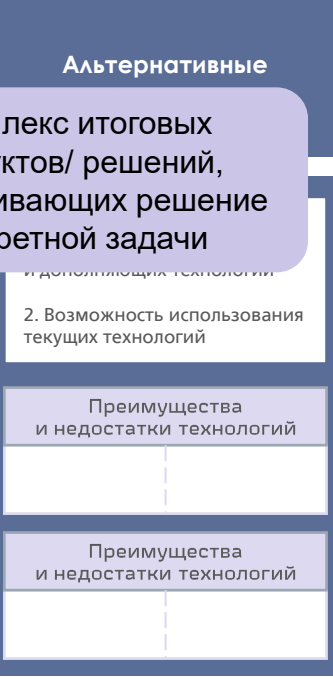 Альтернативные
лекс итоговых
уктов/ решений,
ивающих решение
ретной задачи
и дополняющих технологий
2. Возможность использования
текущих технологий
Преимущества
и недостатки технологий
Преимущества
и недостатки технологий